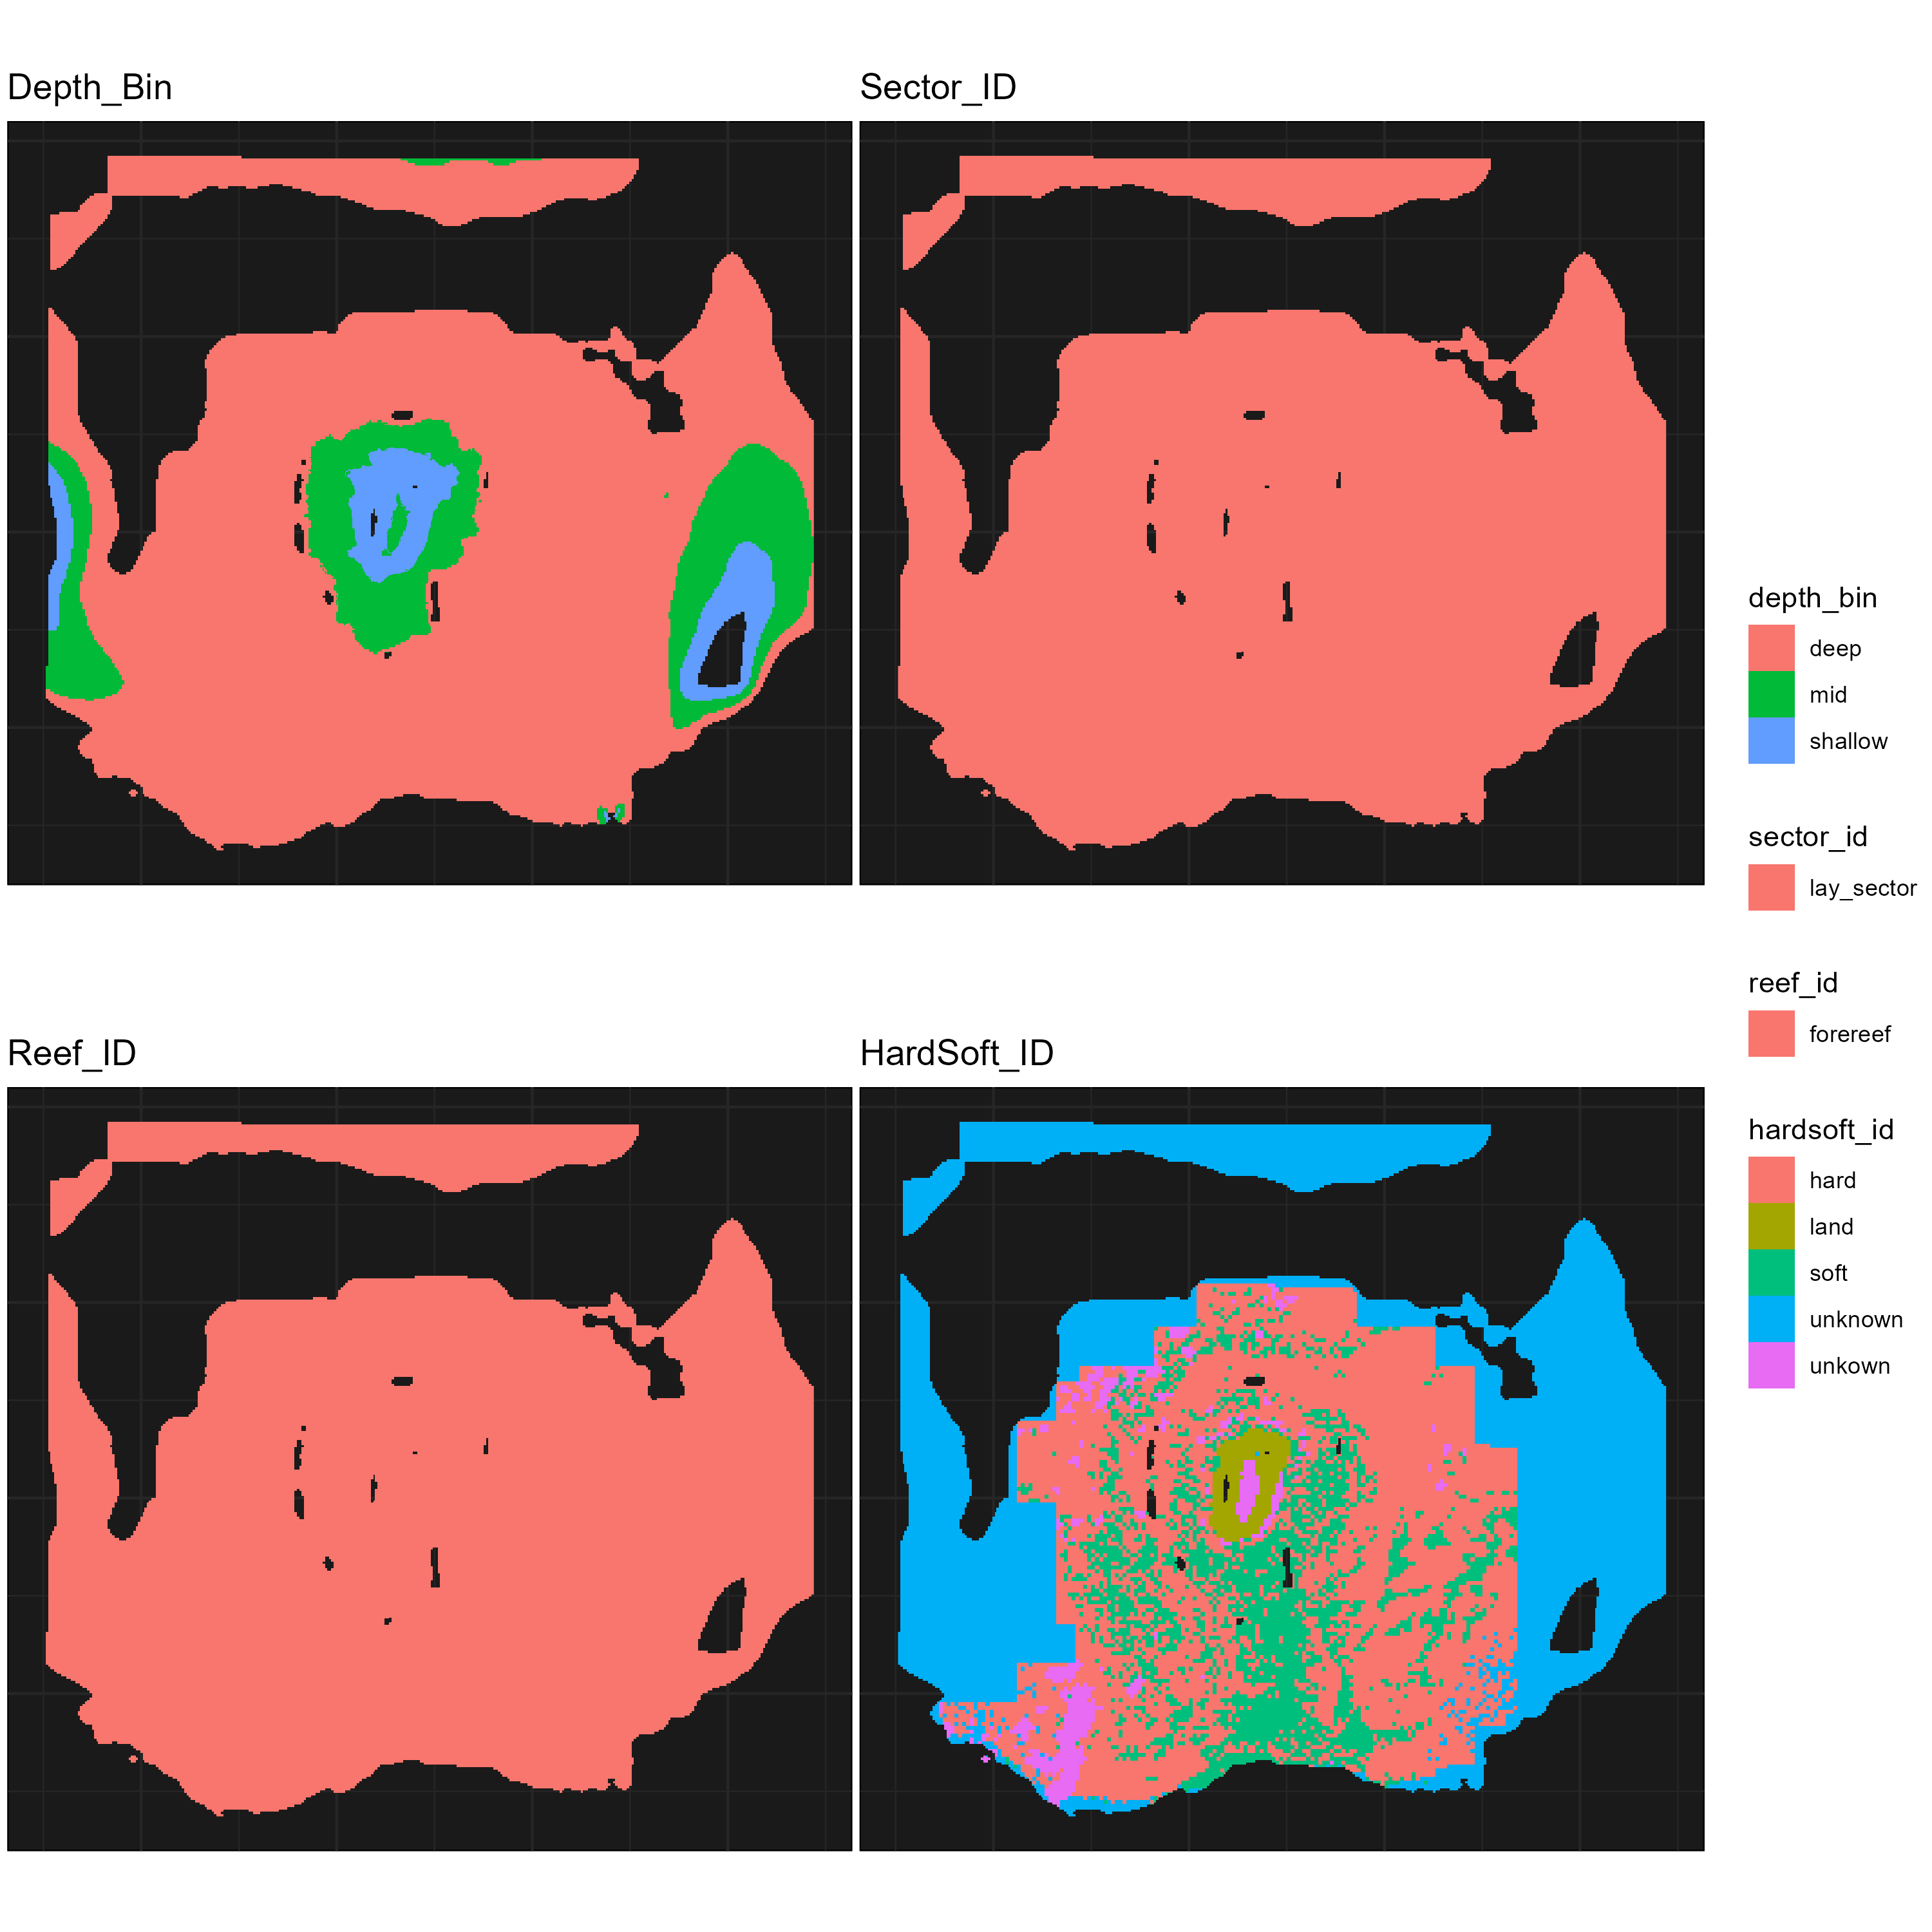 Depth_Bin
Sector_ID
depth_bin
deep
mid
shallow
sector_id
lay_sector
reef_id
forereef
Reef_ID
HardSoft_ID
hardsoft_id
hard
land
soft
unknown
unkown